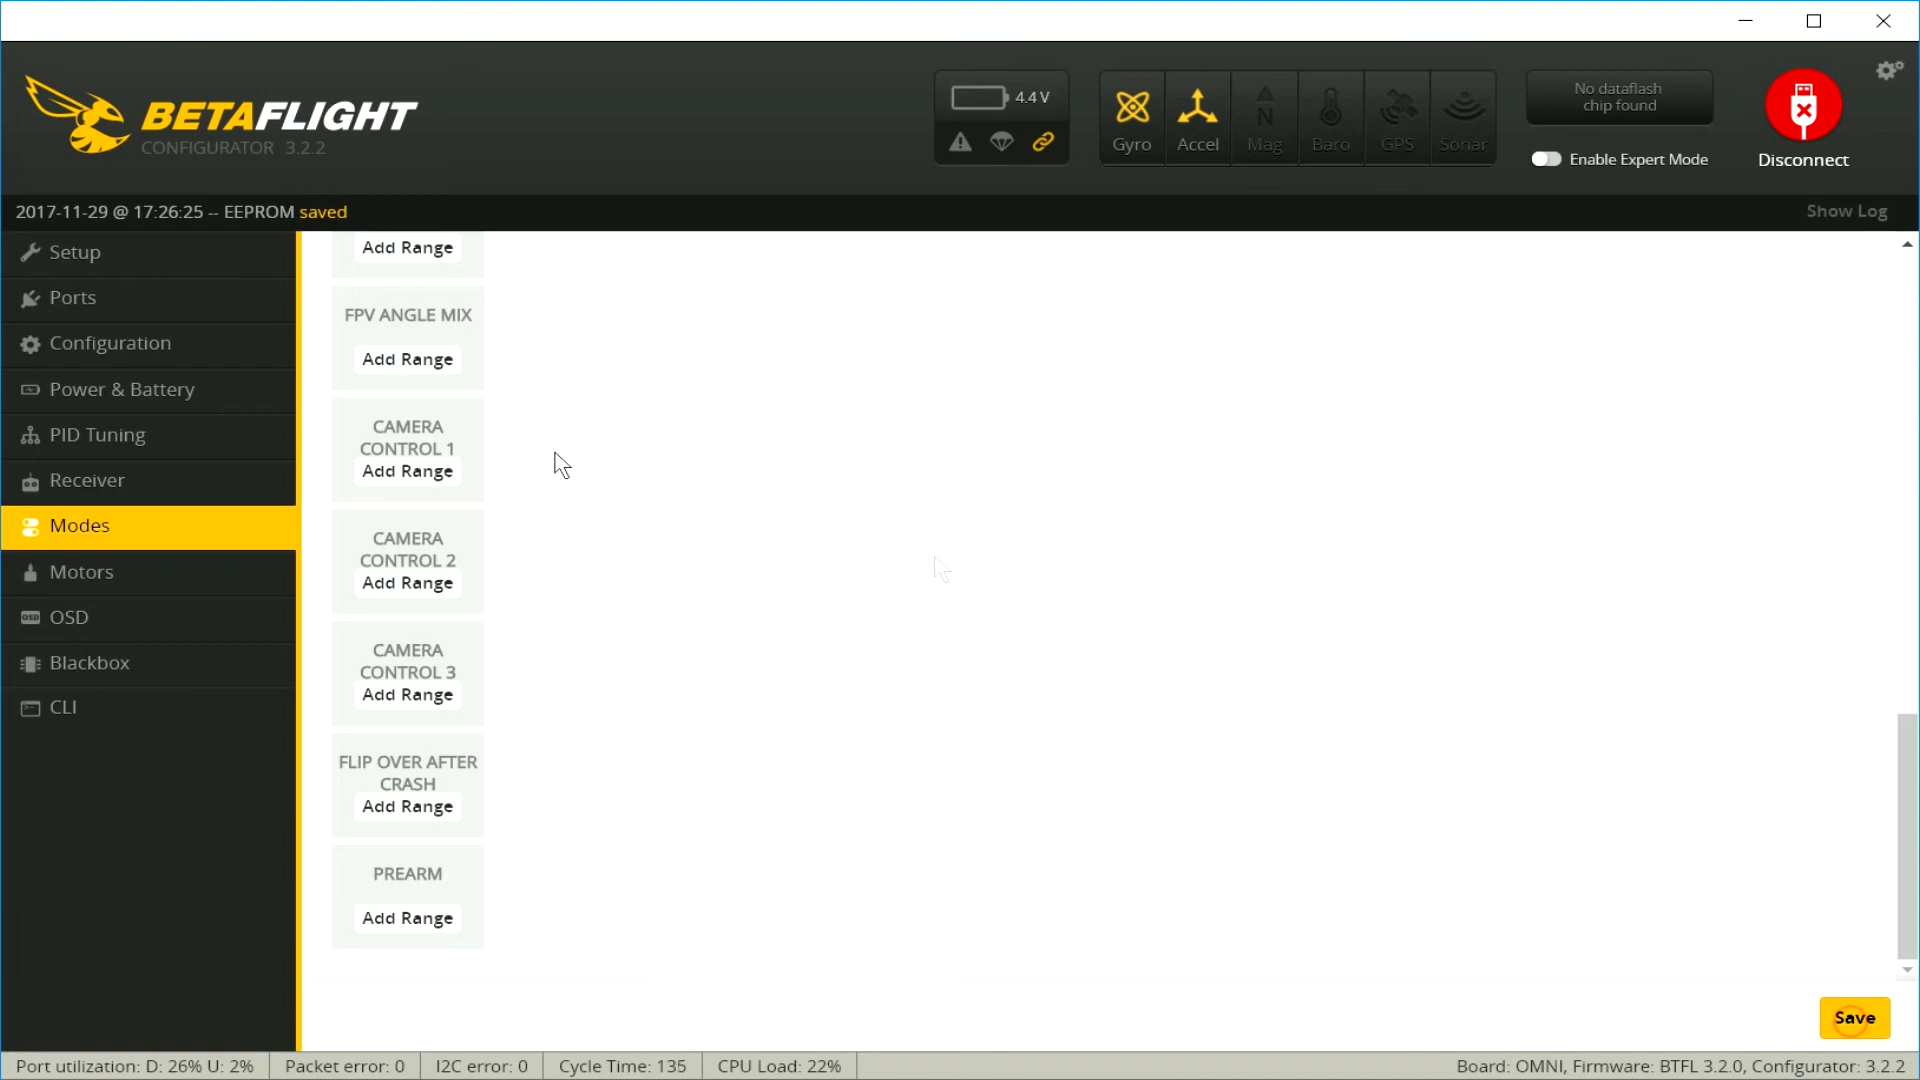 BETAFLIGHT
CONFIGURATOR 3.2.2
4.4 V
Gyro
Accel
Mag
Baro
GPS
Sonar
No dataflash
chip found
Enable Expert Mode
Disconnect
2017-11-29 @ 17:26:25 -- EEPROM saved
Show Log
Setup
Ports
Configuration
Power & Battery
PID Tuning
Receiver
Modes
Motors
OSD
OSD
Blackbox
CLI
Add Range
FPV ANGLE MIX
Add Range
CAMERA
CONTROL 1
Add Range
CAMERA
CONTROL 2
Add Range
CAMERA
CONTROL 3
Add Range
FLIP OVER AFTER
CRASH
Add Range
PREARM
Add Range
Save
Port utilization: D: 26% U: 2%
Packet error: 0
I2C error: 0
Cycle Time: 135
CPU Load: 22%
Board: OMNI, Firmware: BTFL 3.2.0, Configurator: 3.2.2